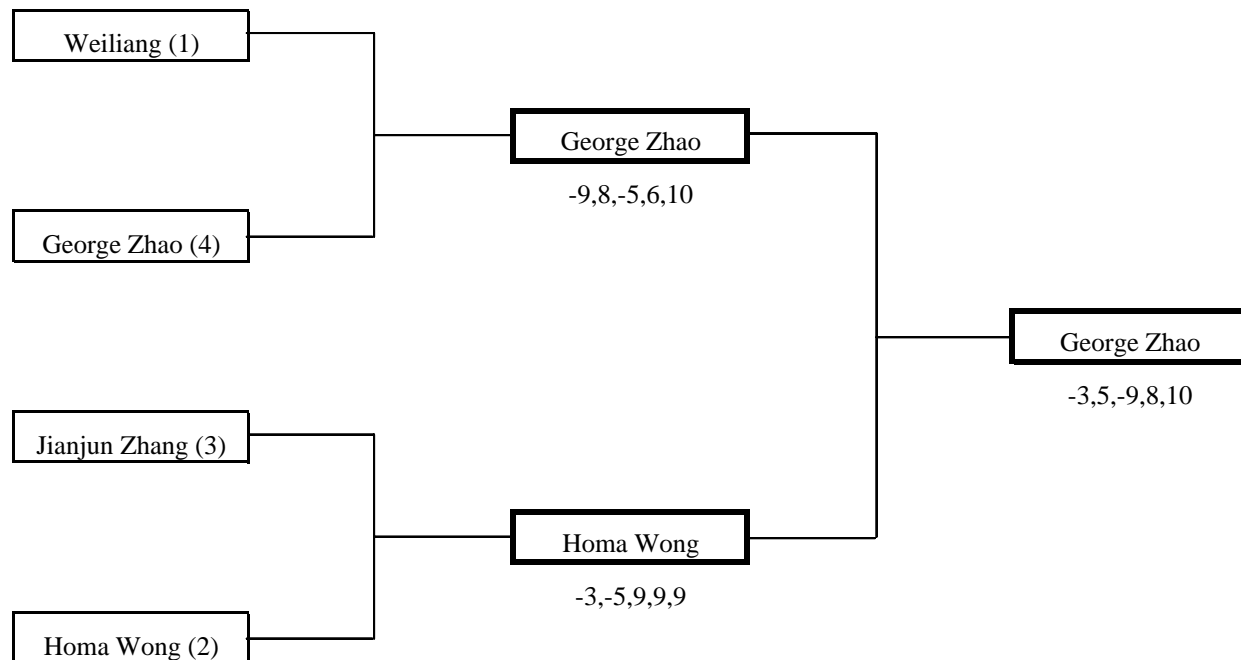 Weiliang (1)
George Zhao
-9,8,-5,6,10
George Zhao (4)
George Zhao
-3,5,-9,8,10
Jianjun Zhang (3)
Homa Wong
-3,-5,9,9,9
Homa Wong (2)